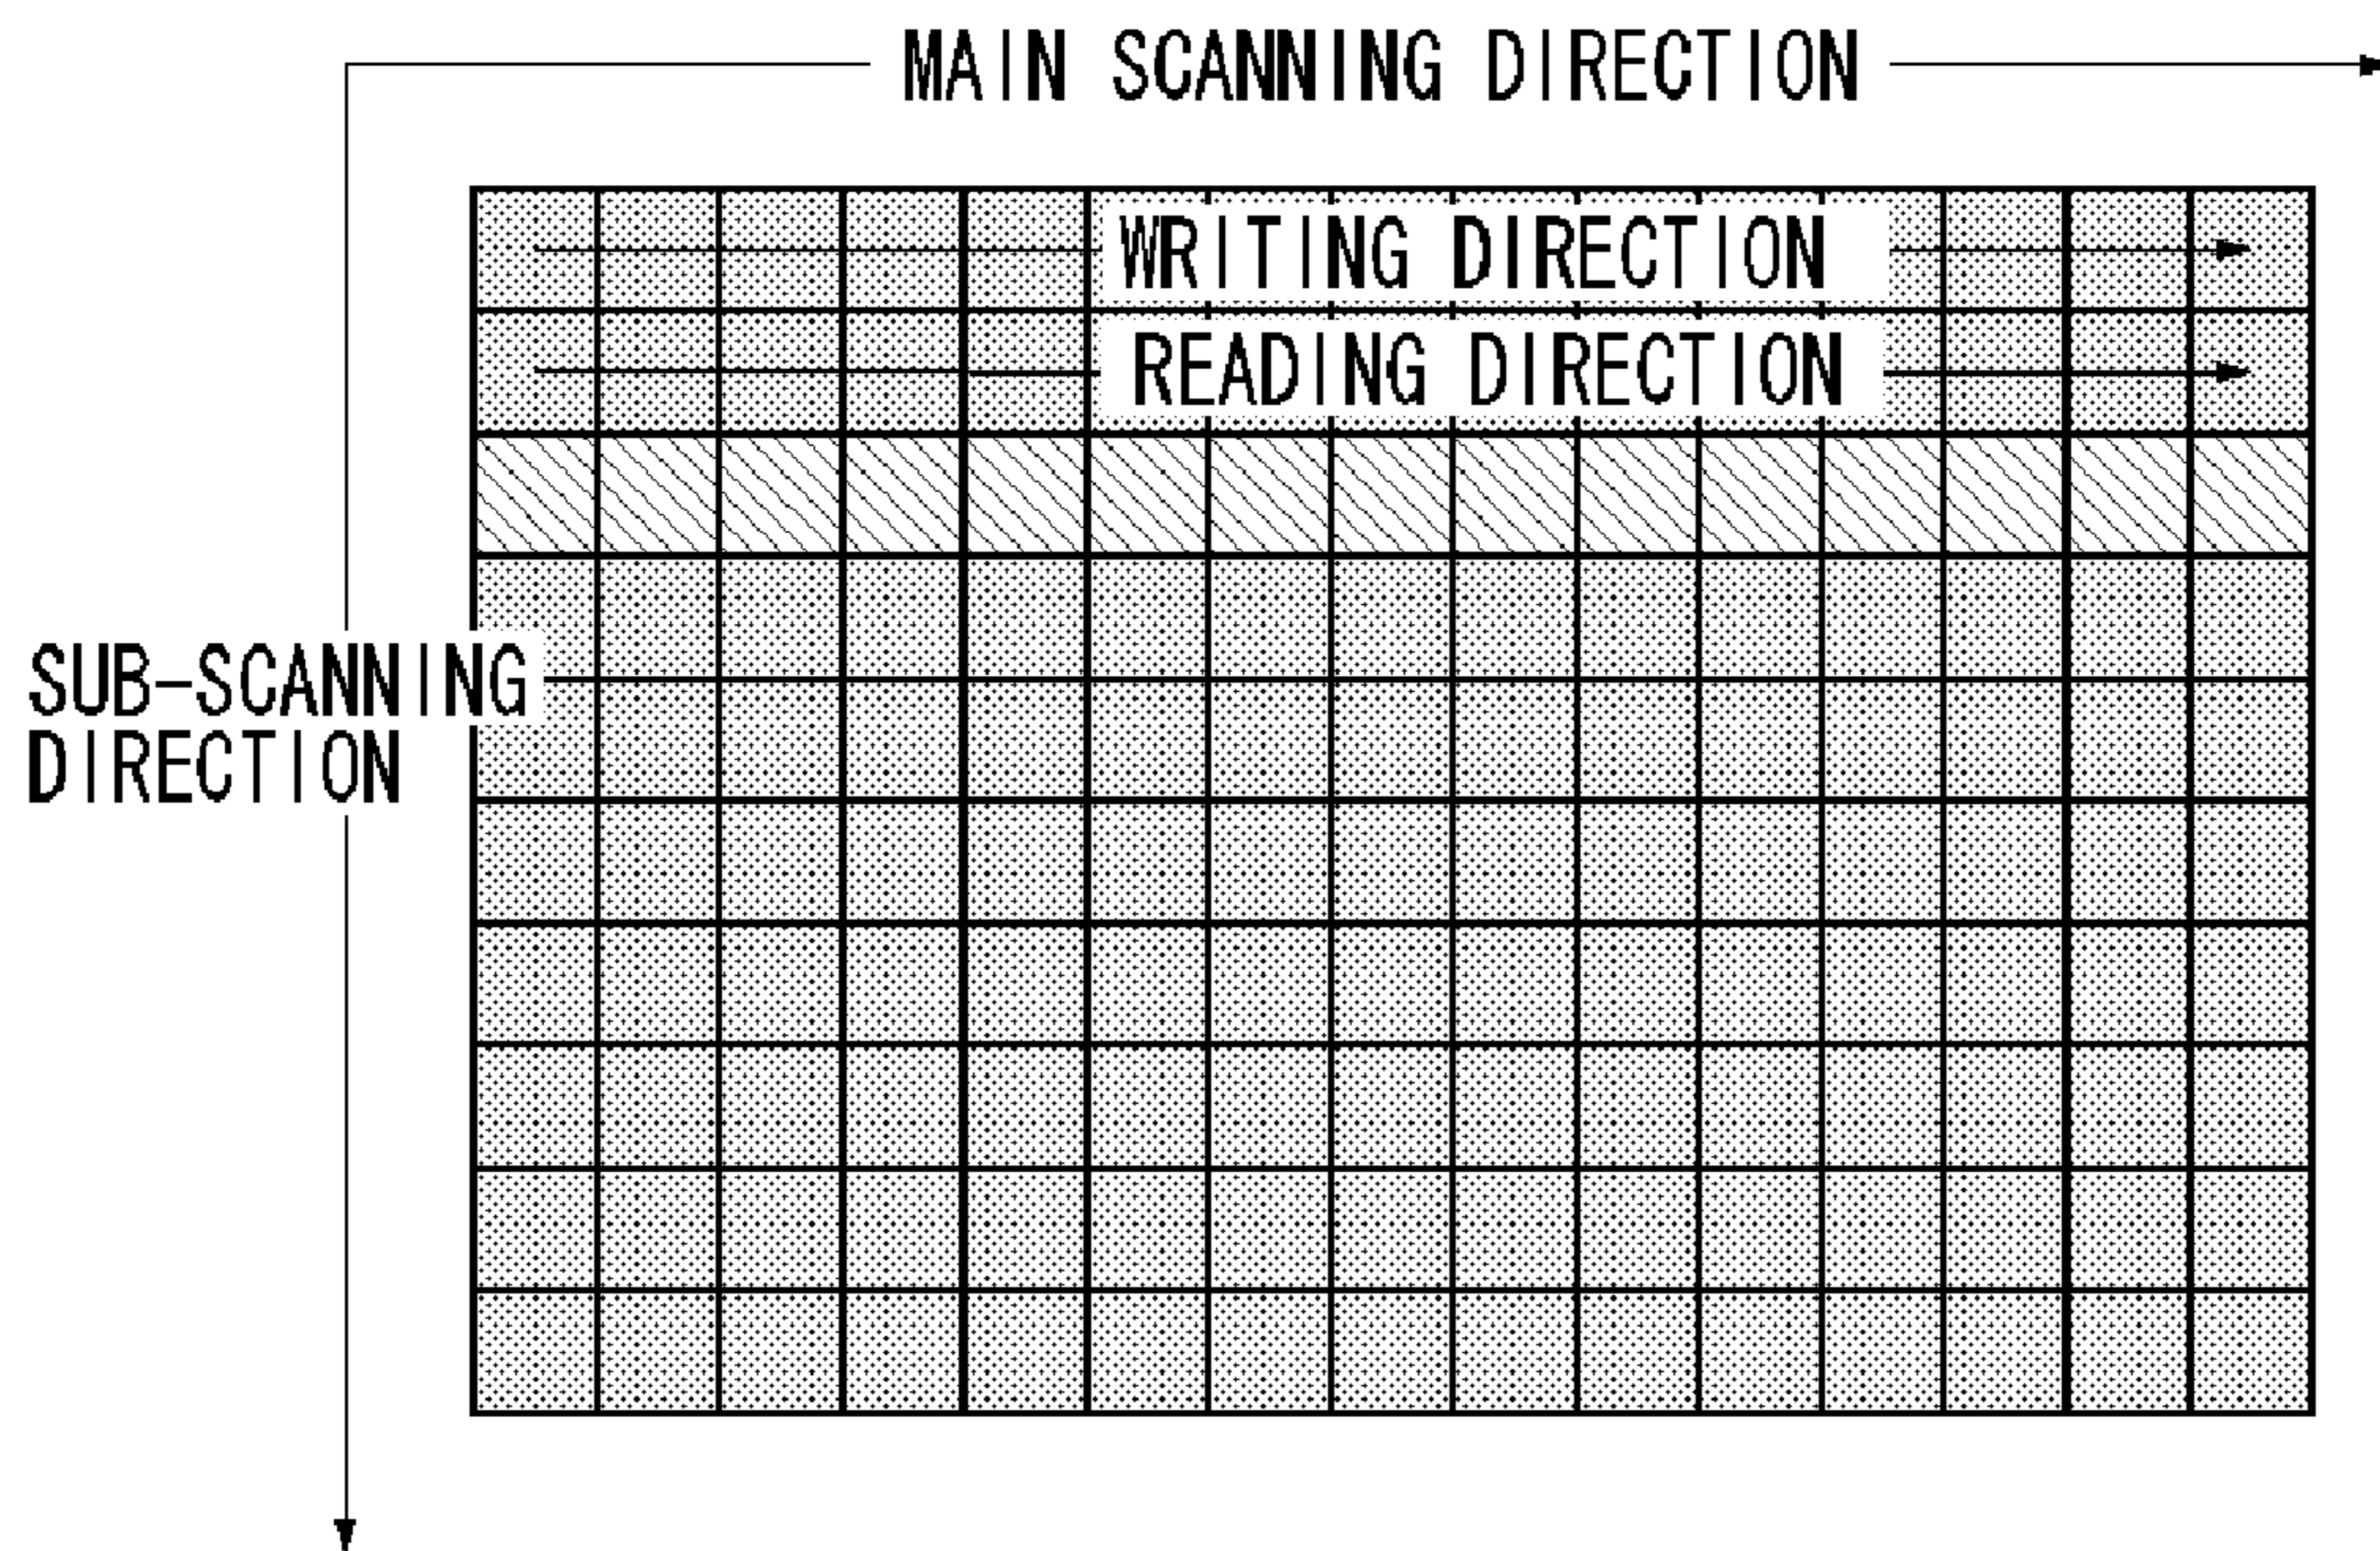 MAIN SCANNING DIRECTION
WRITING DIRECTION
READING DIRECTION
SUB-SCANNING
DIRECTION